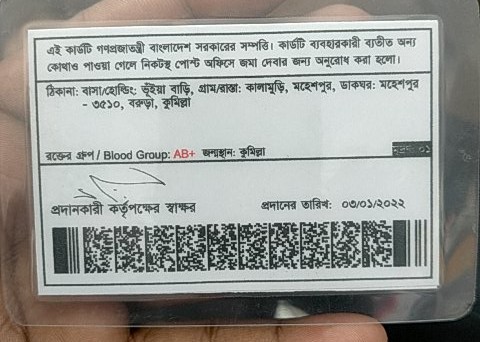 এই কার্ডটি গণপ্রজাতন্ত্রী বাংলাদেশ সরকারের সম্পত্তি। কার্ডটি ব্যবহারকারী ব্যতীত অন্য
কোথাও পাওয়া গেলে নিকটস্থ পোস্ট অফিসে জমা দেবার জন্য অনুরোধ করা হলো।
ঠিকানা: বাসা/হোল্ডিং: ভূঁইয়া বাড়ি, গ্রাম/রাস্তা: কালামুড়ি, মহেশপুর, ডাকঘর: মহেশপুর
- ৩৫১০, বরুড়া, কুমিল্লা
রক্তের গ্রুপ / Blood Group: AB+ জন্মস্থান: কুমিল্লা
মুদ্রণ: ০১
প্রদানকারী কর্তৃপক্ষের স্বাক্ষর প্রদানের তারিখ: ০৩/০১/২০২২